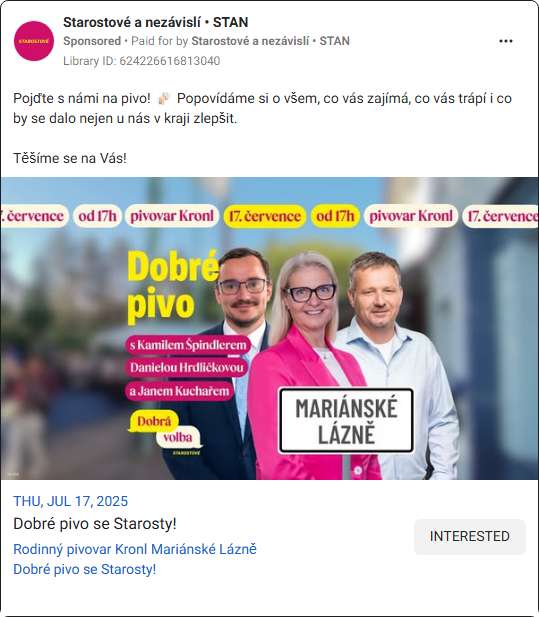 Starostové a nezávislí • STAN
Sponsored • Paid for by Starostové a nezávislí • STAN
Library ID: 624226616813040
STAROSTOVÉ
Pojďte s námi na pivo! 🍻 Popovídáme si o všem, co vás zajímá, co vás trápí i co
by se dalo nejen u nás v kraji zlepšit.
Těšíme se na Vás!
7. července od 17h pivovar Kronl 17. července od 17h pivovar Kronl 17. července
Dobré
pivo
s Kamilem Špindlerem
Danielou Hrdličkovou
a Janem Kuchařem
Dobrá
volba
STAROSTOVÉ
MARIÁNSKÉ
LÁZNĚ
THU, JUL 17, 2025
Dobré pivo se Starosty!
Rodinný pivovar Kronl Mariánské Lázně
Dobré pivo se Starosty!
INTERESTED